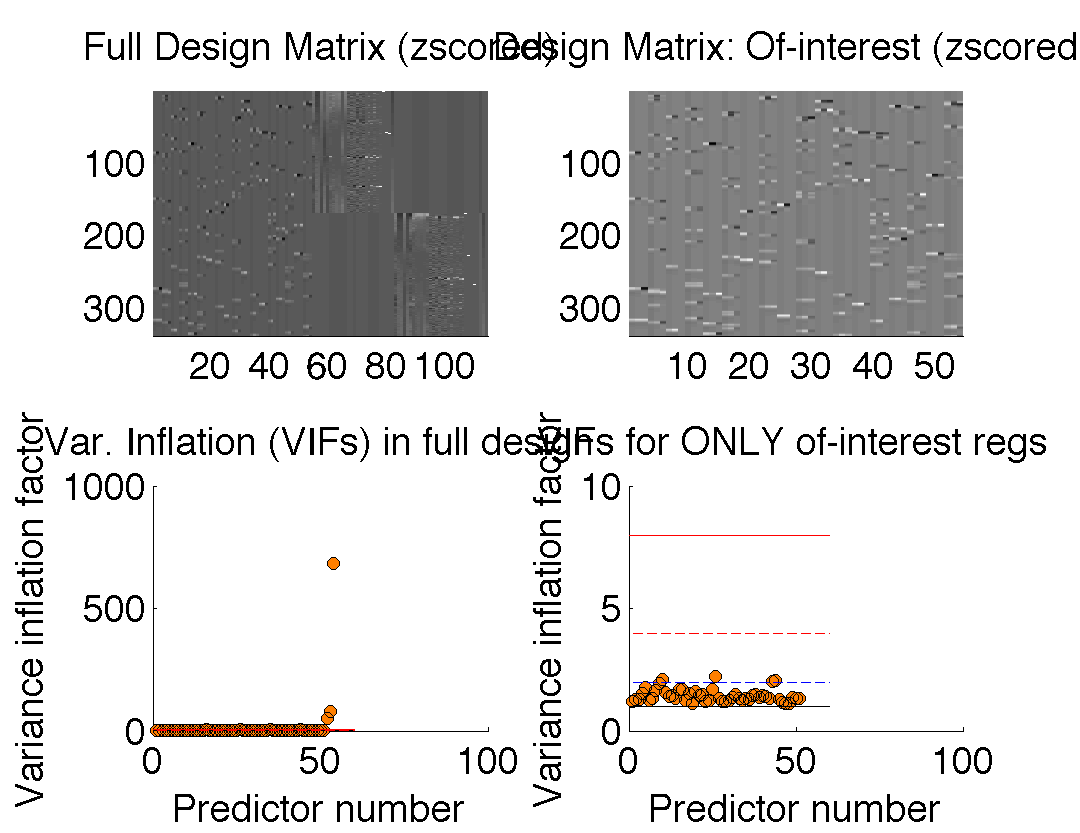 Full Design Matrix (zscored)
Design Matrix: Of-interest (zscored
100
200
300
20 40 60 80 100
100
200
300
10 20 30 40 50
Var. Inflation (VIFs) in full design
VIFs for ONLY of-interest regs
Variance inflation factor
1000
500
0
0 50 100
Predictor number
Variance inflation factor
10
5
0
0 50 100
Predictor number